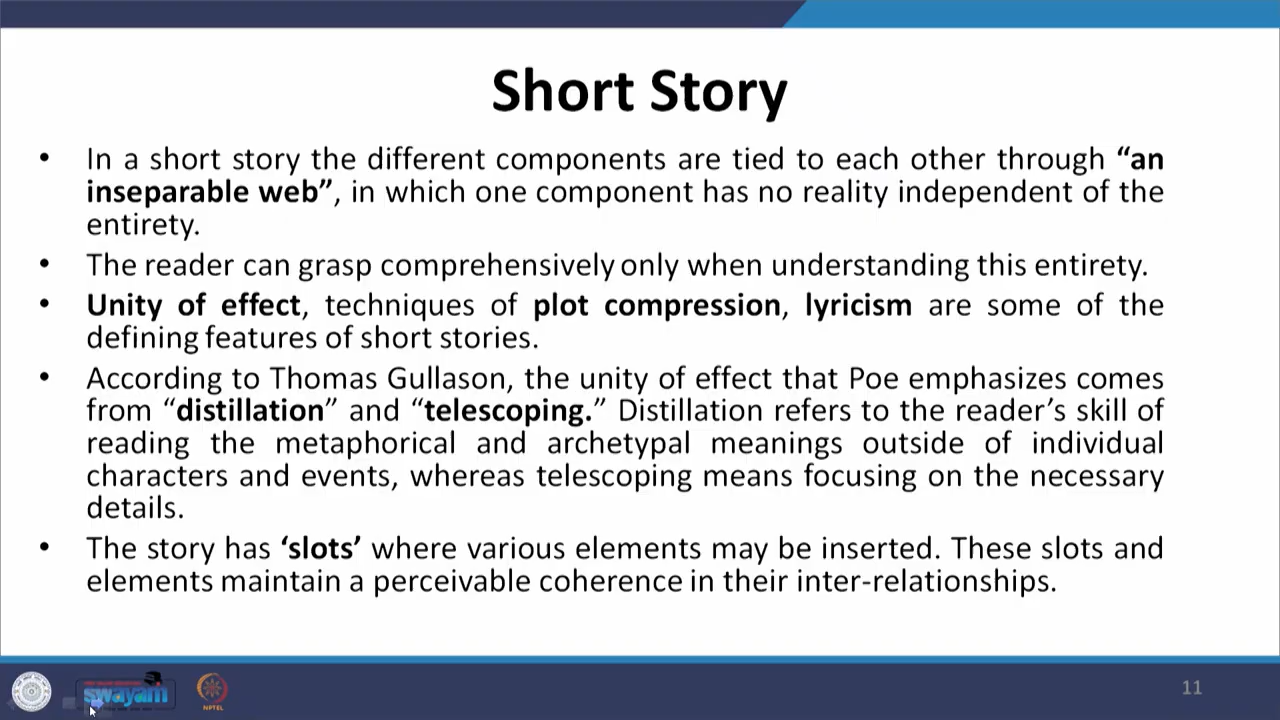 Short Story
• In a short story the different components are tied to each other through “an
inseparable web”, in which one component has no reality independent of the
entirety.
• The reader can grasp comprehensively only when understanding this entirety.
• Unity of effect, techniques of plot compression, lyricism are some of the
defining features of short stories.
• According to Thomas Gullason, the unity of effect that Poe emphasizes comes
from “distillation” and “telescoping.” Distillation refers to the reader’s skill of
reading the metaphorical and archetypal meanings outside of individual
characters and events, whereas telescoping means focusing on the necessary
details.
• The story has ‘slots’ where various elements may be inserted. These slots and
elements maintain a perceivable coherence in their inter-relationships.
swayam
NPTEL
11